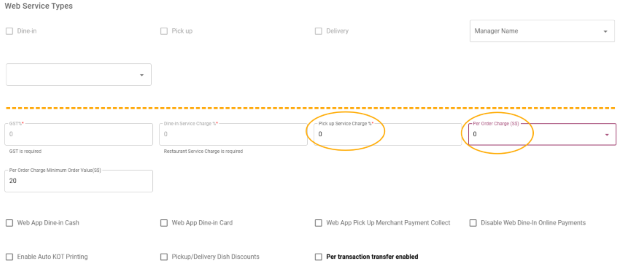 Web Service Types
Dine-in
Pick up
Delivery
Manager Name
GST%*
0
GST is required
Dine-in Service Charge %*
0
Restaurant Service Charge is required
Pick up Service Charge %*
0
Per Order Charge (S$)
0
Per Order Charge Minimum Order Value(S$)
20
Web App Dine-in Cash
Web App Dine-in Card
Web App Pick Up Merchant Payment Collect
Disable Web Dine-In Online Payments
Enable Auto KOT Printing
Pickup/Delivery Dish Discounts
Per transaction transfer enabled